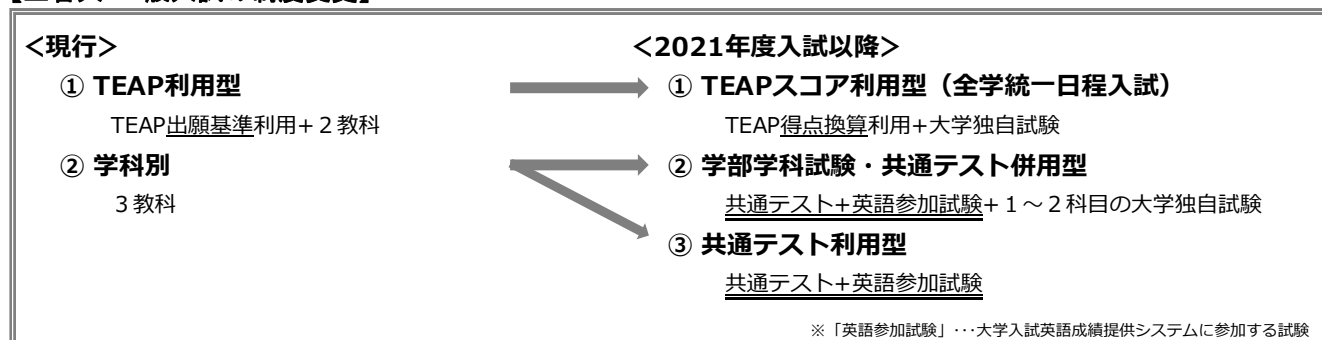 <現行>
<2021年度入試以降>
① TEAP利用型
① TEAPスコア利用型（全学統一日程入試）
TEAP出願基準利用+２教科
TEAP得点換算利用+大学独自試験
② 学科別
② 学部学科試験・共通テスト併用型
３教科
共通テスト+英語参加試験+１～２科目の大学独自試験
③ 共通テスト利用型
共通テスト+英語参加試験
※「英語参加試験」･･･大学入試英語成績提供システムに参加する試験